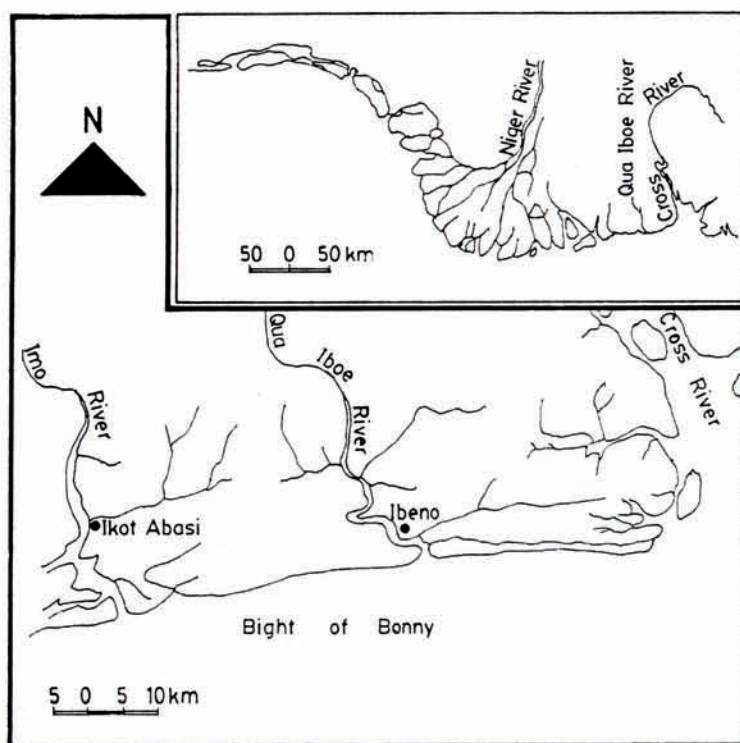 N
Niger River
Qua Iboe River
Cross River
50 0 50 km
Imo River
Qua Iboe River
Cross River
Ikot Abasi
Ibeno
Bight of Bonny
5 0 5 10 km